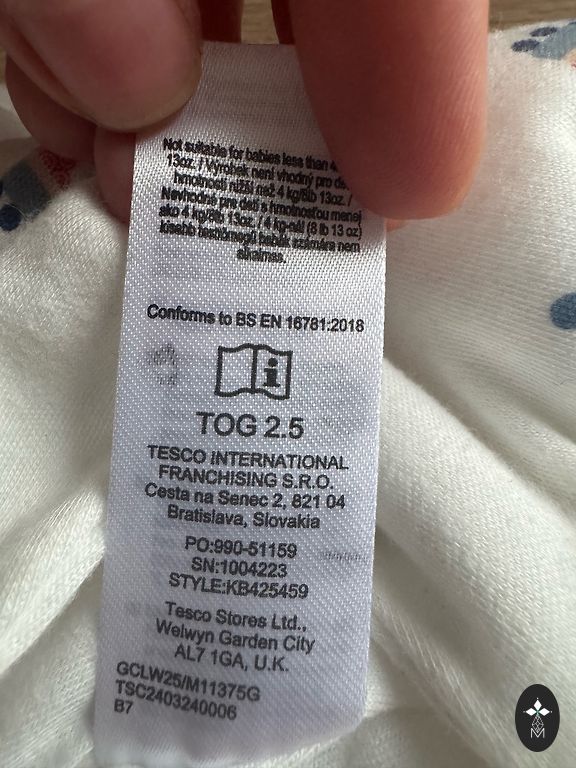 Not suitable for babies less than 4
13oz. / Výrobek není vhodný pro dě
hmotností nižší než 4 kg/8lb 13oz. /
Nevhodné pre deti s hmotnosťou menej
ako 4 kg/8lb 13oz. / 4 kg-nál (8 lb 13 oz)
kisebb testtömegű babák számára nem
alkalmas.
Conforms to BS EN 16781:2018
i
TOG 2.5
TESCO INTERNATIONAL
FRANCHISING S.R.O.
Cesta na Senec 2, 821 04
Bratislava, Slovakia
PO:990-51159
SN:1004223
STYLE:KB425459
Tesco Stores Ltd.,
Welwyn Garden City
AL7 1GA, U.K.
GCLW25/M11375G
TSC2403240006
B7
M